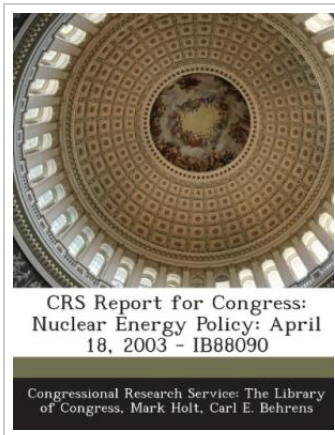 CRS Report for Congress:
Nuclear Energy Policy: April
18, 2003 - IB88090
Congressional Research Service: The Library
of Congress, Mark Holt, Carl E. Behrens